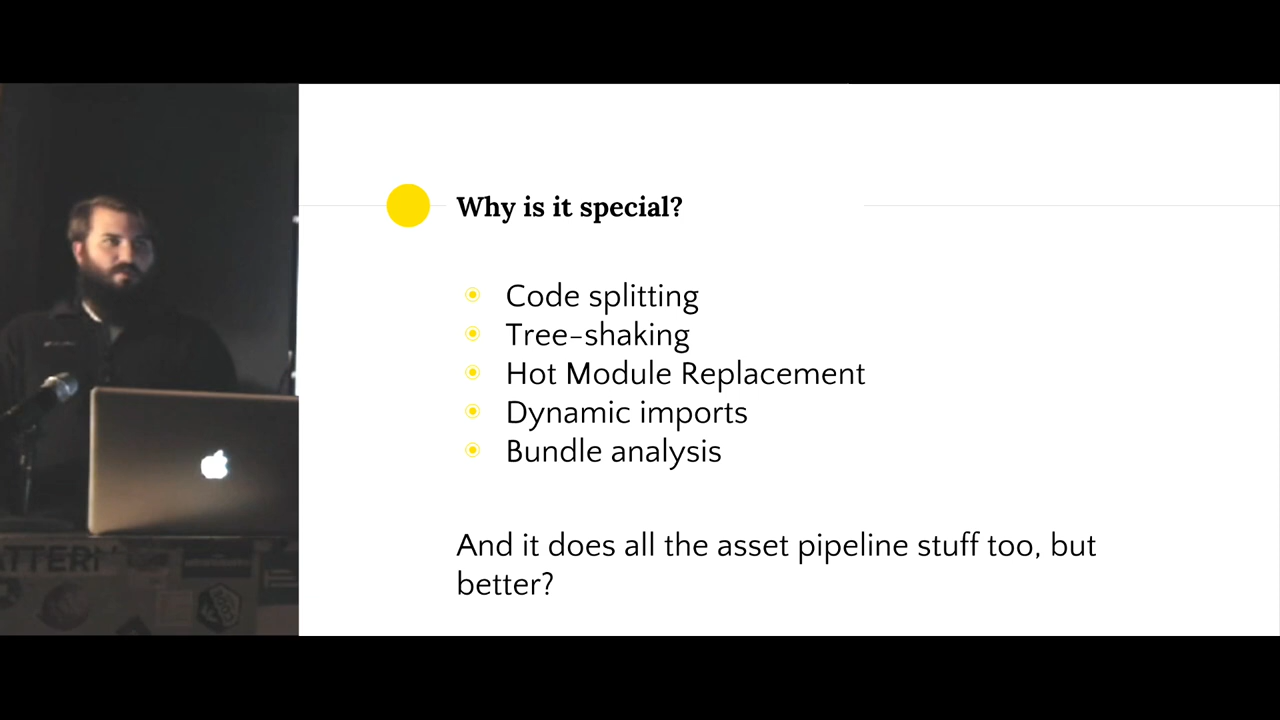 Why is it special?
Code splitting
Tree-shaking
Hot Module Replacement
Dynamic imports
Bundle analysis
And it does all the asset pipeline stuff too, but
better?